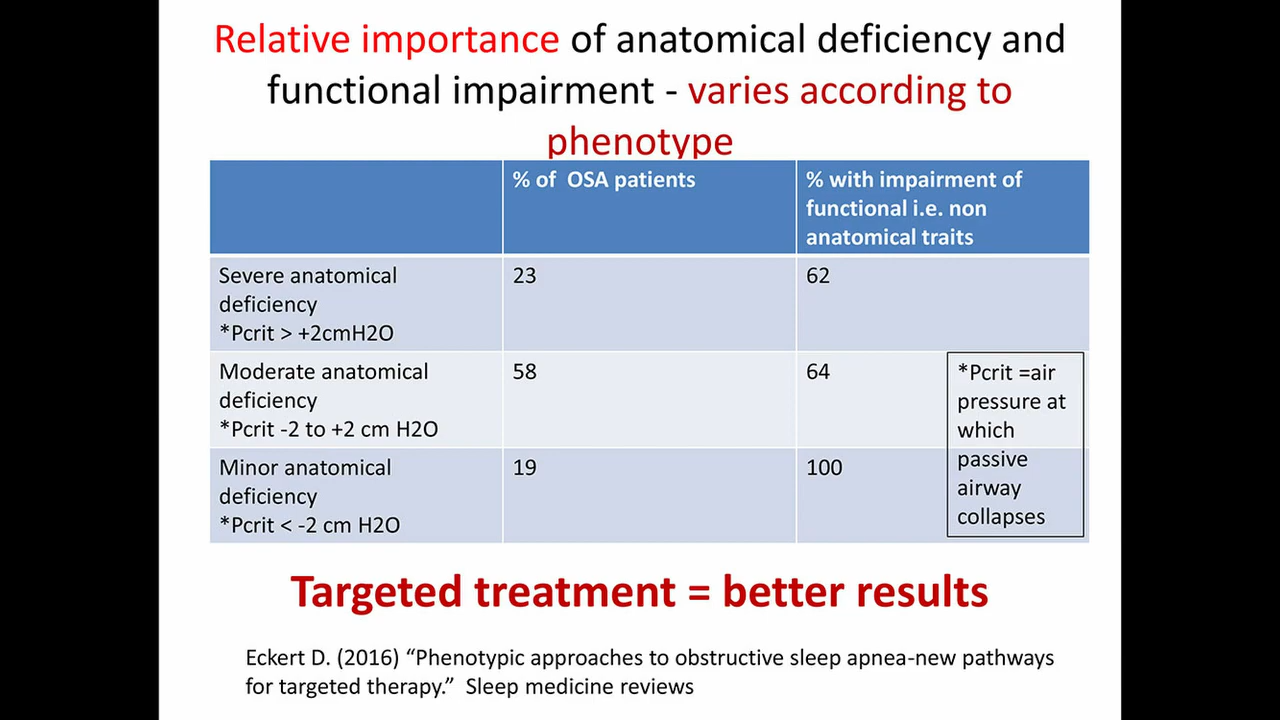 Relative importance of anatomical deficiency and
functional impairment - varies according to
phenotype
% of OSA patients
% with impairment of
functional i.e. non
anatomical traits
Severe anatomical
deficiency
*Pcrit > +2cmH2O
23
62
Moderate anatomical
deficiency
*Pcrit -2 to +2 cm H2O
58
64
Minor anatomical
deficiency
*Pcrit < -2 cm H2O
19
100
*Pcrit =air
pressure at
which
passive
airway
collapses
Targeted treatment = better results
Eckert D. (2016) “Phenotypic approaches to obstructive sleep apnea-new pathways
for targeted therapy.” Sleep medicine reviews